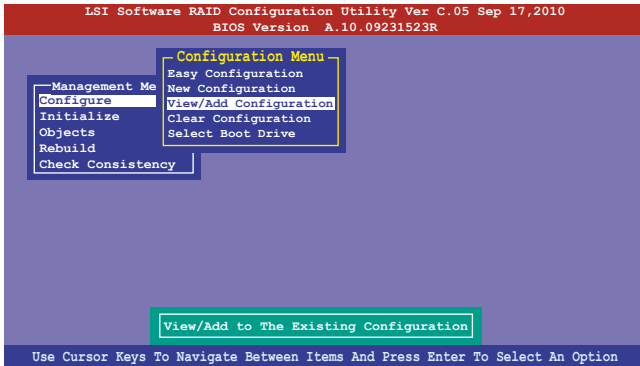 LSI Software RAID Configuration Utility Ver C.05 Sep 17,2010
BIOS Version A.10.09231523R
Configuration Menu
Easy Configuration
New Configuration
View/Add Configuration
Clear Configuration
Select Boot Drive
Management Me
Configure
Initialize
Objects
Rebuild
Check Consistency
View/Add to The Existing Configuration
Use Cursor Keys To Navigate Between Items And Press Enter To Select An Option